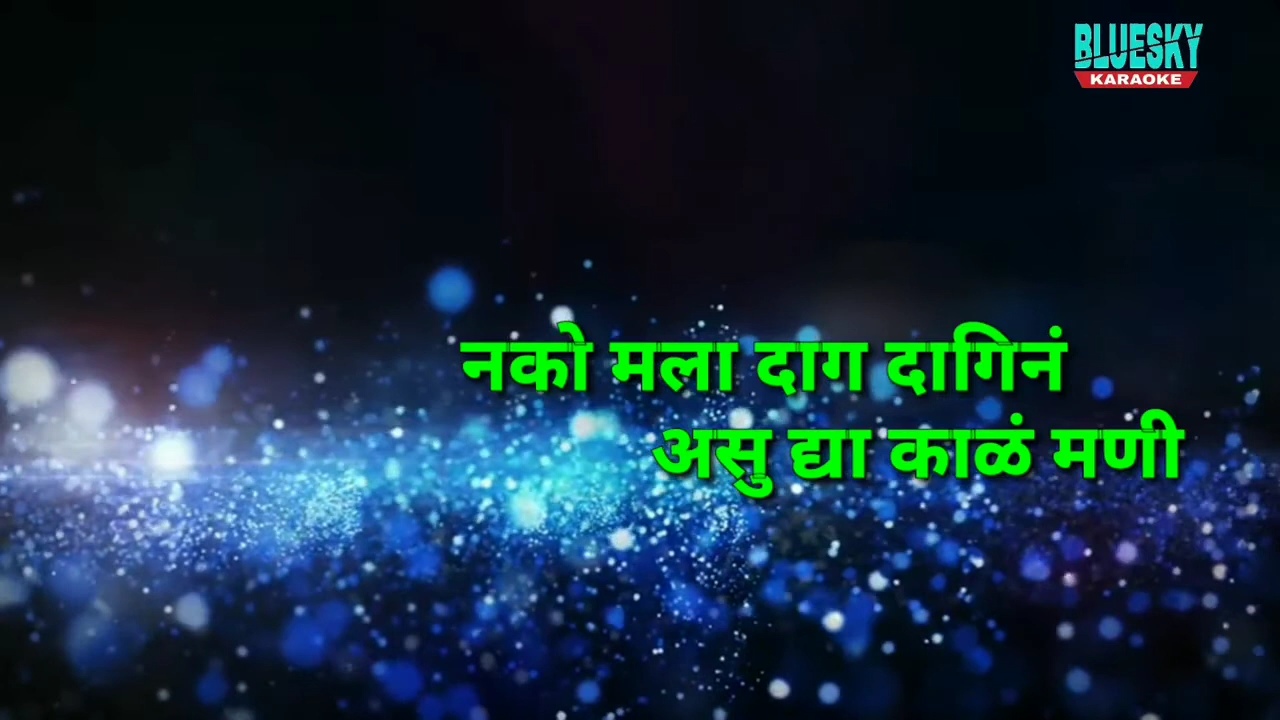 BLUESKY
KARAOKE
नको मला दाग दागिनं
असु द्या काळं मणी